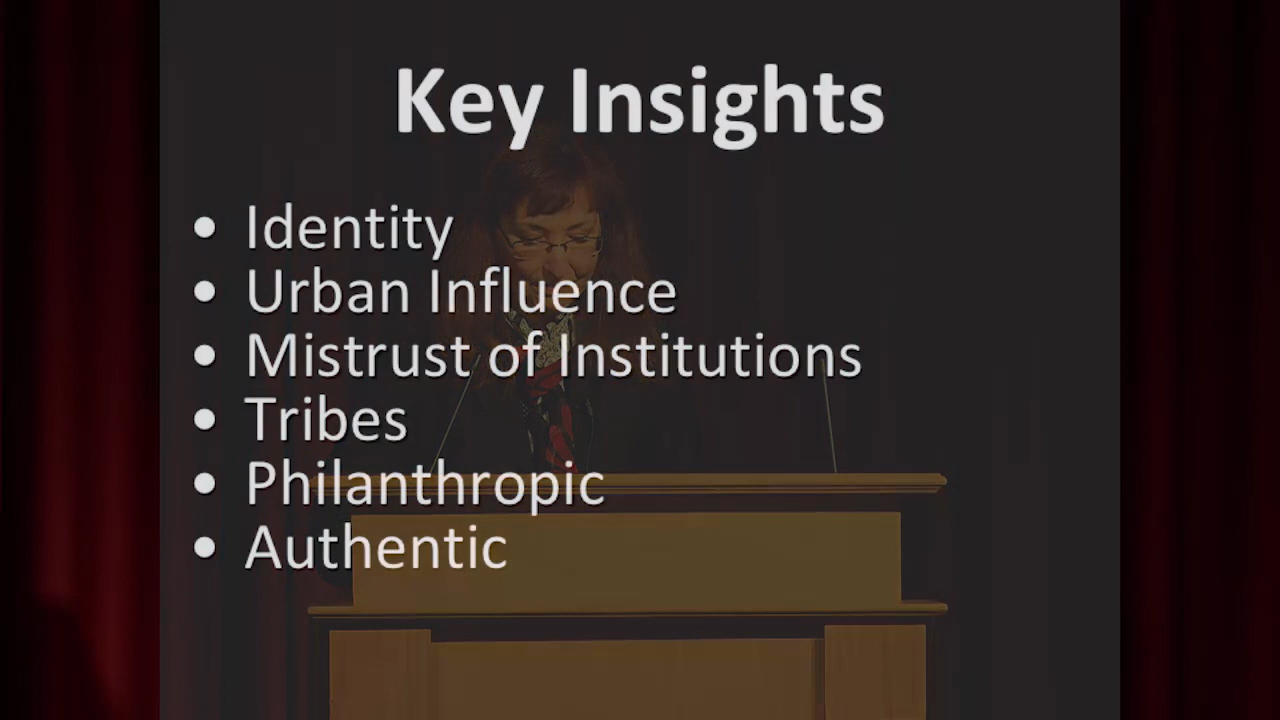 Key Insights
• Identity
• Urban Influence
• Mistrust of Institutions
• Tribes
• Philanthropic
• Authentic